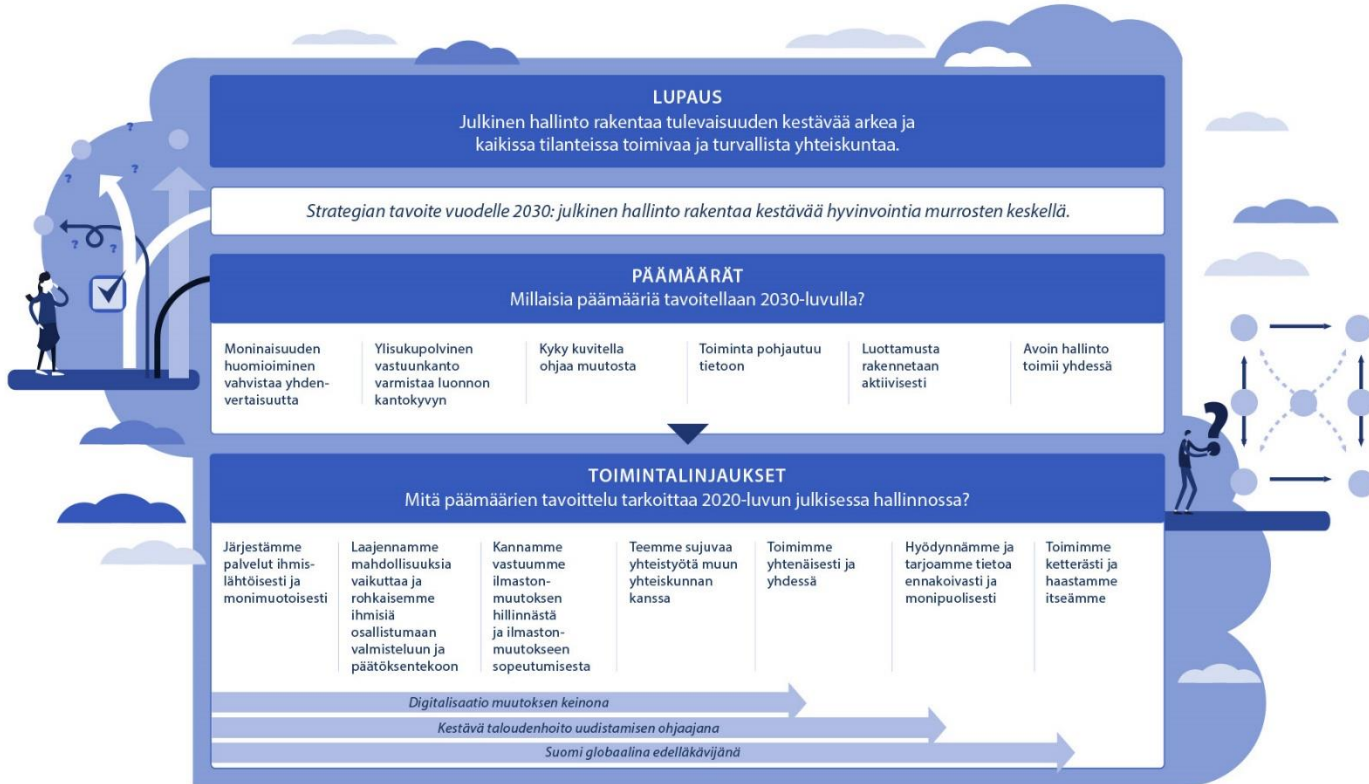 LUPAUS
Julkinen hallinto rakentaa tulevaisuuden kestävää arkea ja
kaikissa tilanteissa toimivaa ja turvallista yhteiskuntaa.
Strategian tavoite vuodelle 2030: julkinen hallinto rakentaa kestävää hyvinvointia murrosten keskellä.
PÄÄMÄÄRÄT
Millaisia päämääriä tavoitellaan 2030-luvulla?
Moninaisuuden
huomioiminen
vahvistaa yhden-
vertaisuutta
Ylisukupolvinen
vastuunkanto
varmistaa luonnon
kantokyvyn
Kyky kuvitella
ohjaa muutosta
Toiminta pohjautuu
tietoon
Luottamusta
rakennetaan
aktiivisesti
Avoin hallinto
toimii yhdessä
TOIMINTALINJAUKSET
Mitä päämäärien tavoittelu tarkoittaa 2020-luvun julkisessa hallinnossa?
Järjestämme
palvelut ihmis-
lähtöisesti ja
monimuotoisesti
Laajennamme
mahdollisuuksia
vaikuttaa ja
rohkaisemme
ihmisiä
osallistumaan
valmisteluun ja
päätöksentekoon
Kannamme
vastuumme
ilmaston-
muutoksen
hillinnästä
ja ilmaston-
muutokseen
sopeutumisesta
Teemme sujuvaa
yhteistyötä muun
yhteiskunnan
kanssa
Toimimme
yhtenäisesti ja
yhdessä
Hyödynnämme ja
tarjoamme tietoa
ennakoivasti ja
monipuolisesti
Toimimme
ketterästi ja
haastamme
itseämme
Digitalisaatio muutoksen keinona
Kestävä taloudenhoito uudistamisen ohjaajana
Suomi globaalina edelläkävijänä
? ? ? ? ? ?
?